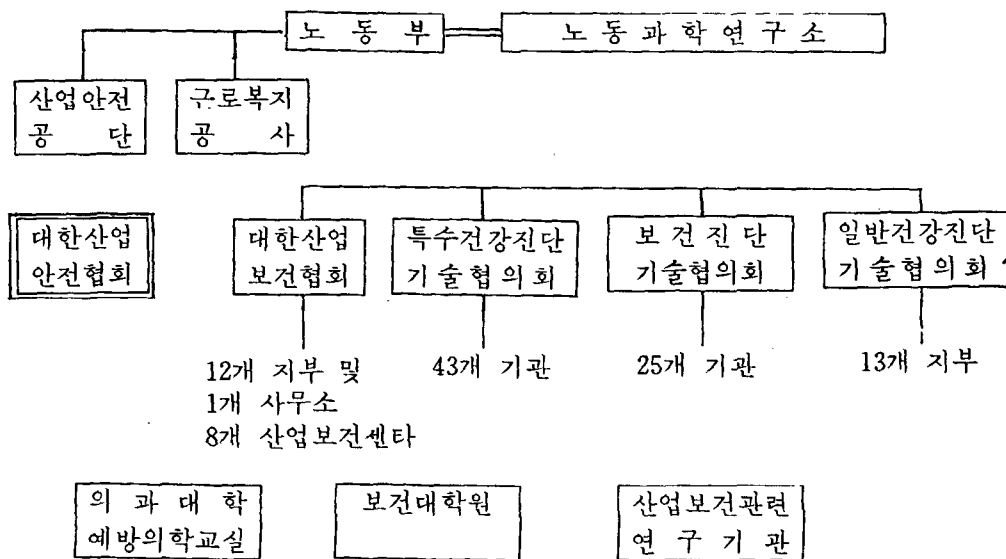 노 동 부
노 동 과 학 연 구 소
산업안전
공 단
근로복지
공 사
대한산업
안전협회
대한산업
보건협회
특수건강진단
기술협의회
보 건 진 단
기술협의회
일반건강진단
기술협의회
12개 지부 및
1개 사무소
8개 산업보건센타
43개 기관
25개 기관
13개 지부
의 과 대 학
예방의학교실
보건대학원
산업보건관련
연 구 기 관